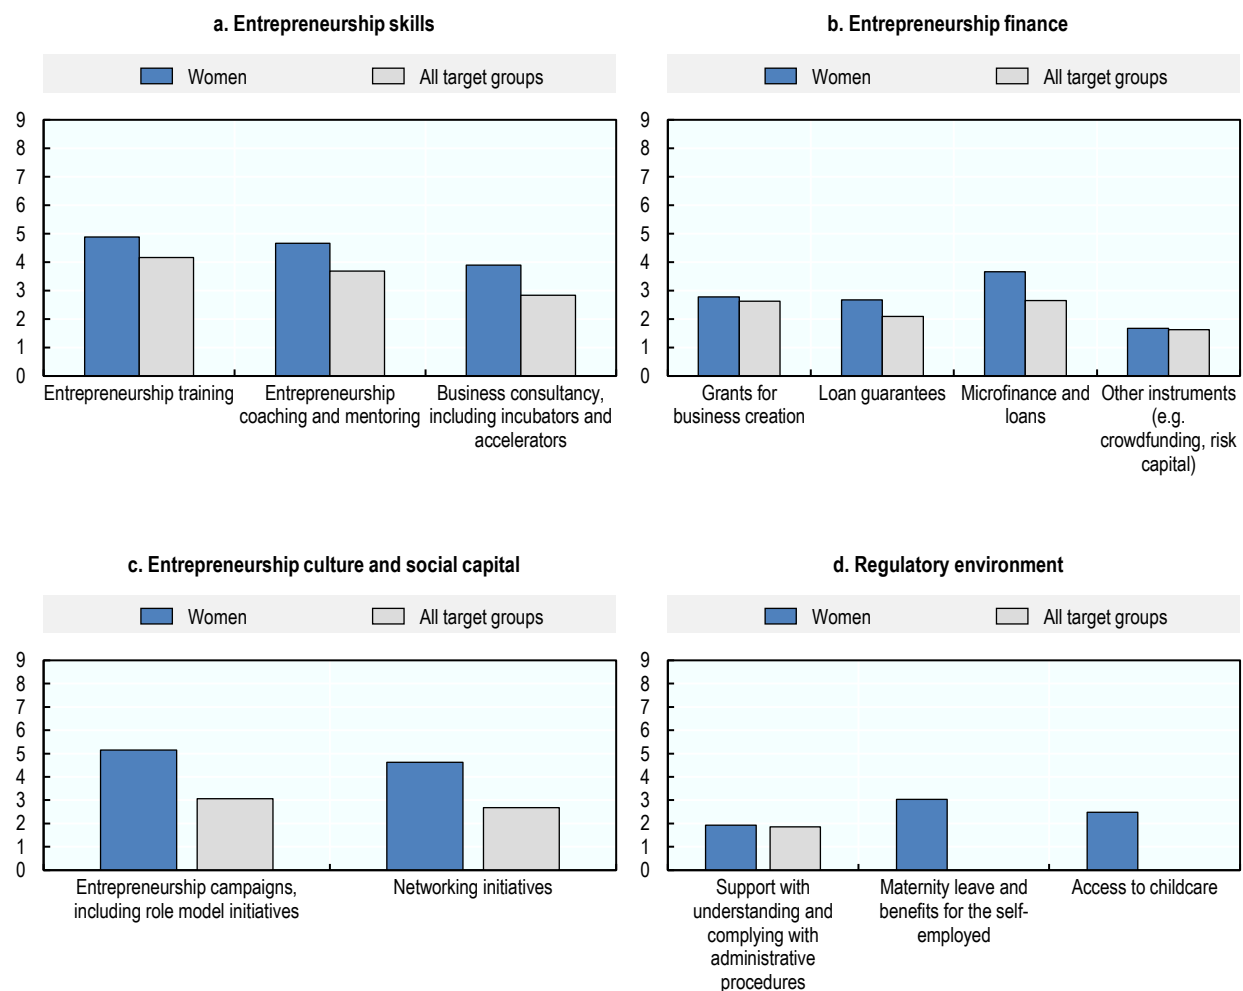 a. Entrepreneurship skills
Women
All target groups
9
8
7
6
5
4
3
2
1
0
Entrepreneurship training
Entrepreneurship
coaching and mentoring
Business consultancy,
including incubators and
accelerators
b. Entrepreneurship finance
Women
All target groups
9
8
7
6
5
4
3
2
1
0
Grants for
business creation
Loan guarantees
Microfinance and
loans
Other instruments
(e.g.
crowdfunding, risk
capital)
c. Entrepreneurship culture and social capital
Women
All target groups
9
8
7
6
5
4
3
2
1
0
Entrepreneurship campaigns,
including role model initiatives
Networking initiatives
d. Regulatory environment
Women
All target groups
9
8
7
6
5
4
3
2
1
0
Support with
understanding and
complying with
administrative
procedures
Maternity leave and
benefits for the self-
employed
Access to childcare